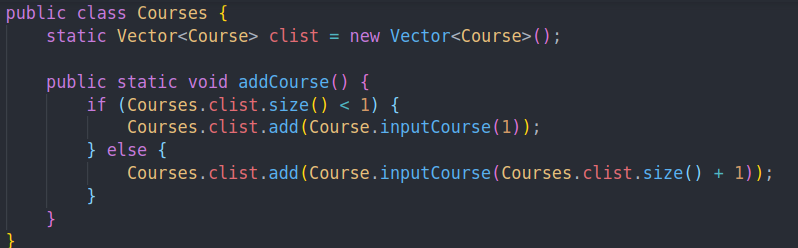 public class Courses {
    static Vector<Course> clist = new Vector<Course>();

    public static void addCourse() {
        if (Courses.clist.size() < 1) {
            Courses.clist.add(Course.inputCourse(1));
        } else {
            Courses.clist.add(Course.inputCourse(Courses.clist.size() + 1));
        }
    }
}